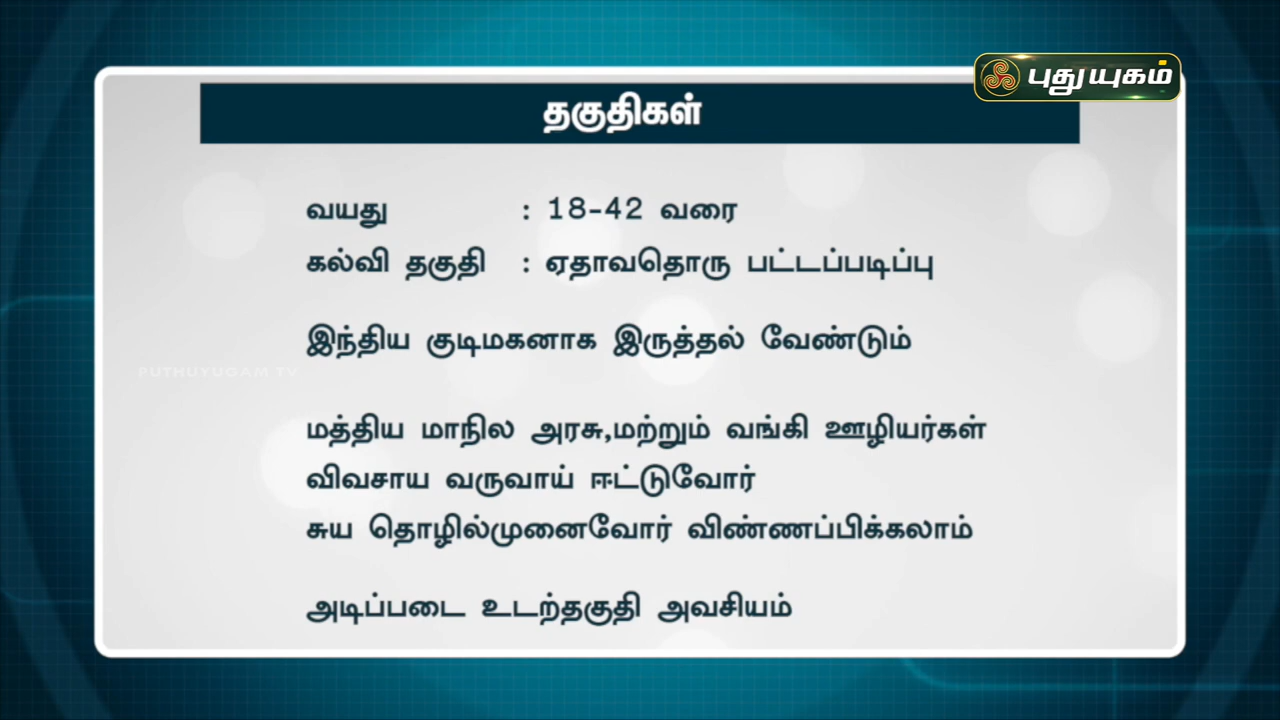 புதுயுகம்
தகுதிகள்
வயது : 18-42 வரை
கல்வி தகுதி : ஏதாவதொரு பட்டப்படிப்பு
இந்திய குடிமகனாக இருத்தல் வேண்டும்
PUTHUYUGAM TV
மத்திய மாநில அரசு,மற்றும் வங்கி ஊழியர்கள்
விவசாய வருவாய் ஈட்டுவோர்
சுய தொழில்முனைவோர் விண்ணப்பிக்கலாம்
அடிப்படை உடற்தகுதி அவசியம்